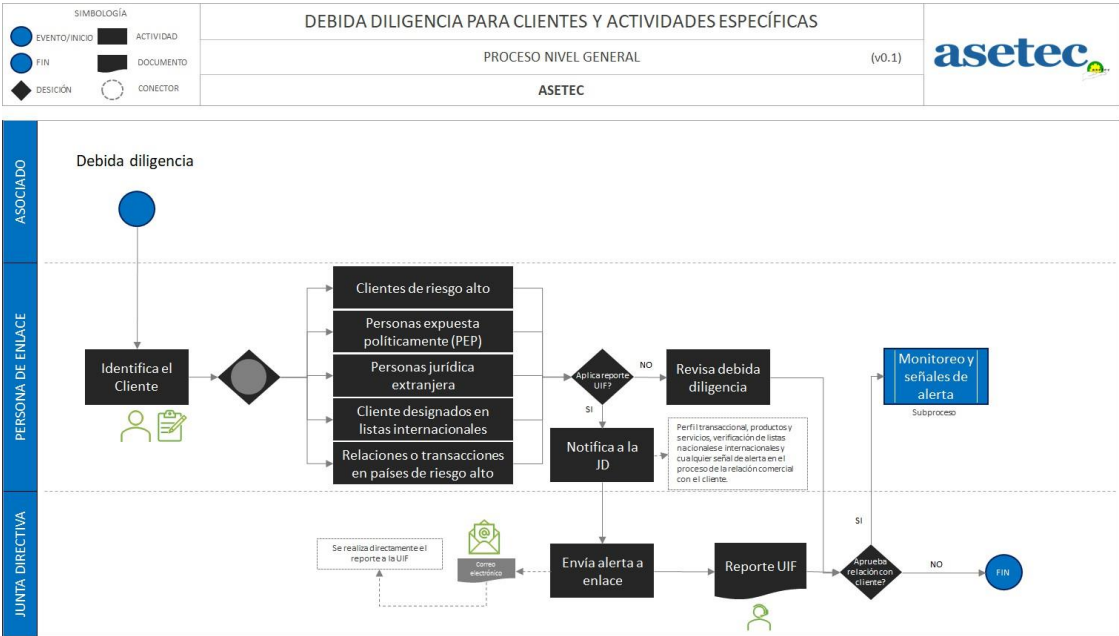 SIMBOLOGÍA
EVENTO/INICIO
ACTIVIDAD
FIN
DOCUMENTO
DESICIÓN
CONECTOR
DEBIDA DILIGENCIA PARA CLIENTES Y ACTIVIDADES ESPECÍFICAS
PROCESO NIVEL GENERAL
(v0.1)
ASETEC
asetec
ASOCIADO
Debida diligencia
PERSONA DE ENLACE
Identifica el
Cliente
Clientes de riesgo alto
Personas expuesta
políticamente (PEP)
Personas jurídica
extranjera
Cliente designados en
listas internacionales
Relaciones o transacciones
en países de riesgo alto
Aplica reporte
UIF?
NO
SI
Revisa debida
diligencia
Notifica a la
JD
Perfil transaccional, productos y
servicios, verificación de listas
nacionales e internacionales y
cualquier señal de alerta en el
proceso de la relación comercial
con el cliente.
Monitoreo y
señales de
alerta
Subproceso
JUNTA DIRECTIVA
Se realiza directamente el
reporte a la UIF
Correo
electrónico
Envía alerta a
enlace
Reporte UIF
SI
Aprueba
relación con
cliente?
NO
FIN